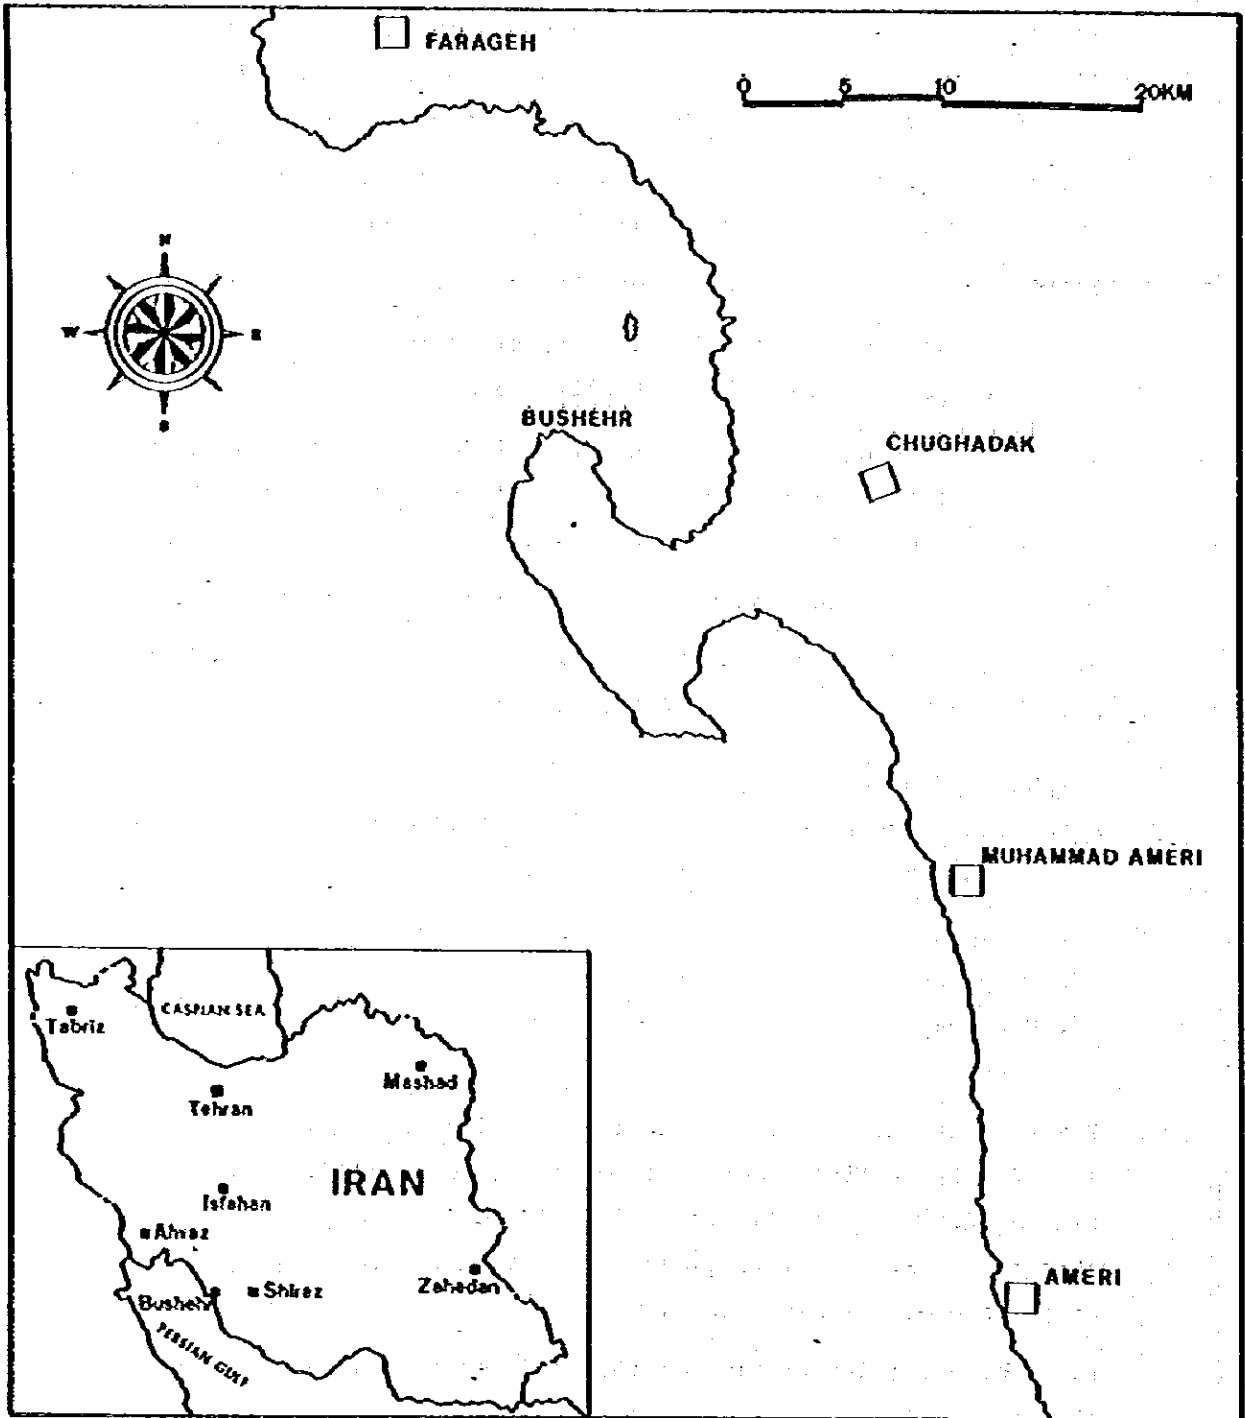 FARAGEH
0 5 10 20KM
N
W E
S
BUSHEHR
CHUGHADAK
MUHAMMAD AMERI
AMERI
CASPIAN SEA
Tabriz
Mashad
Tehran
IRAN
Isfahan
Ahvaz
Zahedan
Bushehr
Shiraz
PERSIAN GULF